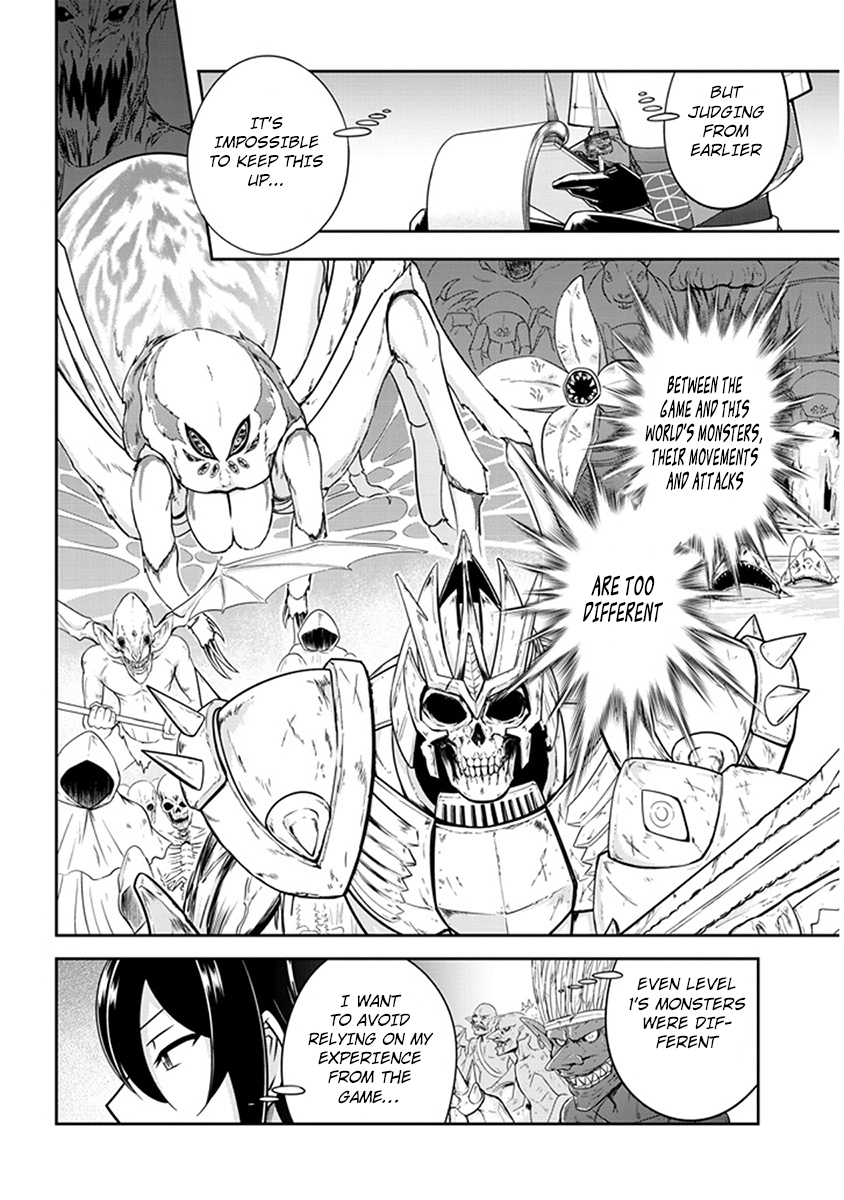 BUT
JUDGING
FROM
EARLIER
IT'S
IMPOSSIBLE
TO KEEP THIS
UP...
BETWEEN THE
GAME AND THIS
WORLD'S MONSTERS,
THEIR MOVEMENTS
AND ATTACKS
ARE TOO
DIFFERENT
EVEN LEVEL
1'S MONSTERS
WERE DIF-
FERENT
I WANT
TO AVOID
RELYING ON MY
EXPERIENCE
FROM THE
GAME...